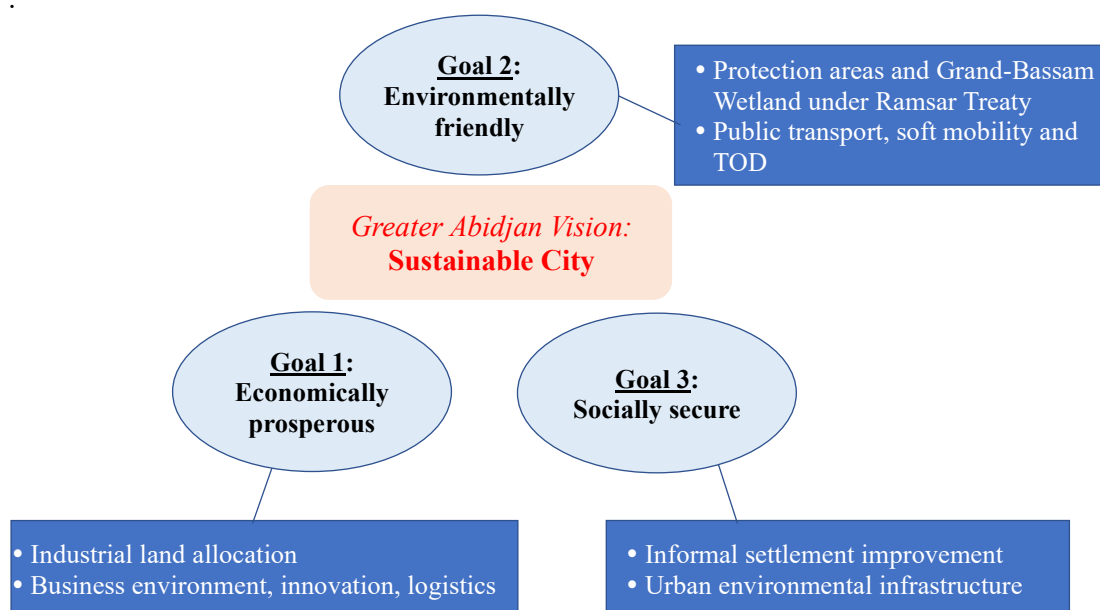 .
Goal 2:
Environmentally
friendly
• Protection areas and Grand-Bassam
Wetland under Ramsar Treaty
• Public transport, soft mobility and
TOD
Greater Abidjan Vision:
Sustainable City
Goal 1:
Economically
prosperous
Goal 3:
Socially secure
• Industrial land allocation
• Business environment, innovation, logistics
• Informal settlement improvement
• Urban environmental infrastructure